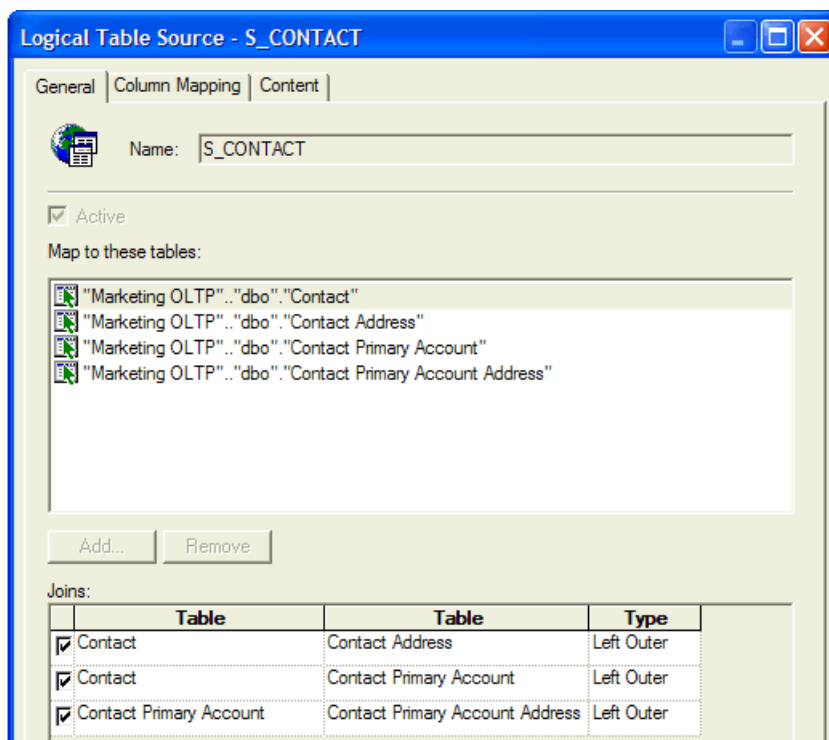 Logical Table Source - S_CONTACT
General Column Mapping Content
Name: S_CONTACT
Active
Map to these tables:
"Marketing OLTP".."dbo"."Contact"
"Marketing OLTP".."dbo"."Contact Address"
"Marketing OLTP".."dbo"."Contact Primary Account"
"Marketing OLTP".."dbo"."Contact Primary Account Address"
Add... Remove
Joins:
Table Table Type
Contact Contact Address Left Outer
Contact Contact Primary Account Left Outer
Contact Primary Account Contact Primary Account Address Left Outer